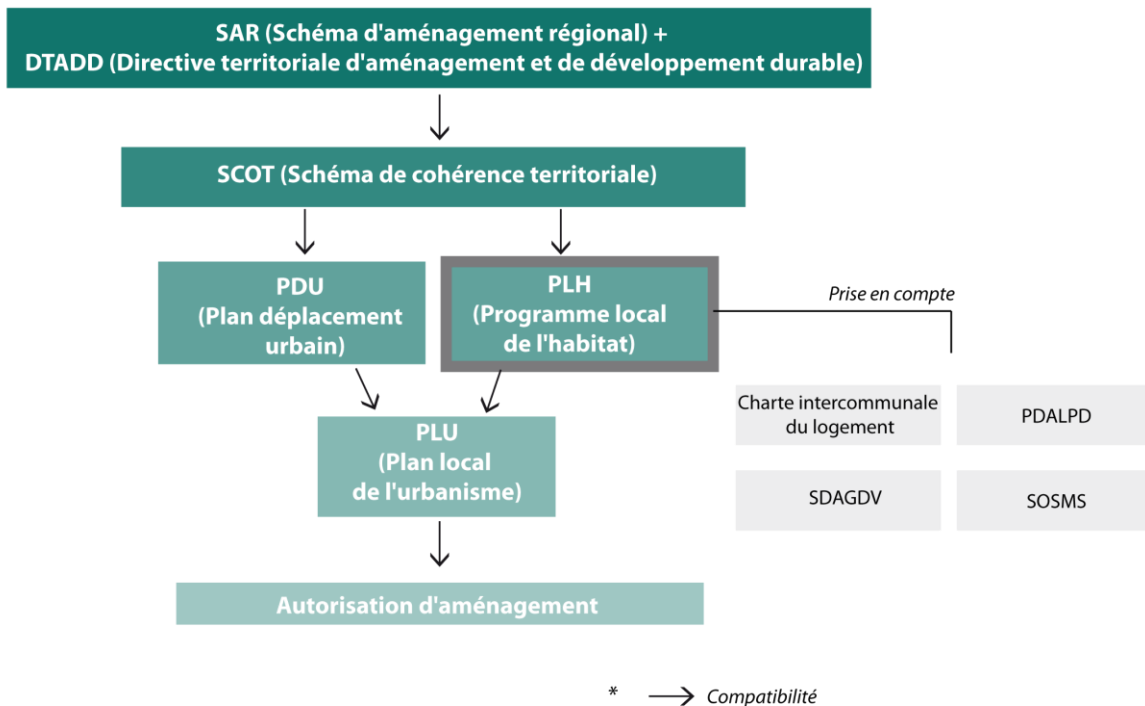 SAR (Schéma d'aménagement régional) +
DTADD (Directive territoriale d'aménagement et de développement durable)
SCOT (Schéma de cohérence territoriale)
PDU
(Plan déplacement
urbain)
PLH
(Programme local
de l'habitat)
Prise en compte
Charte intercommunale
du logement
PDALPD
SDAGDV
SOSMS
PLU
(Plan local
de l'urbanisme)
Autorisation d'aménagement
* Compatibilité